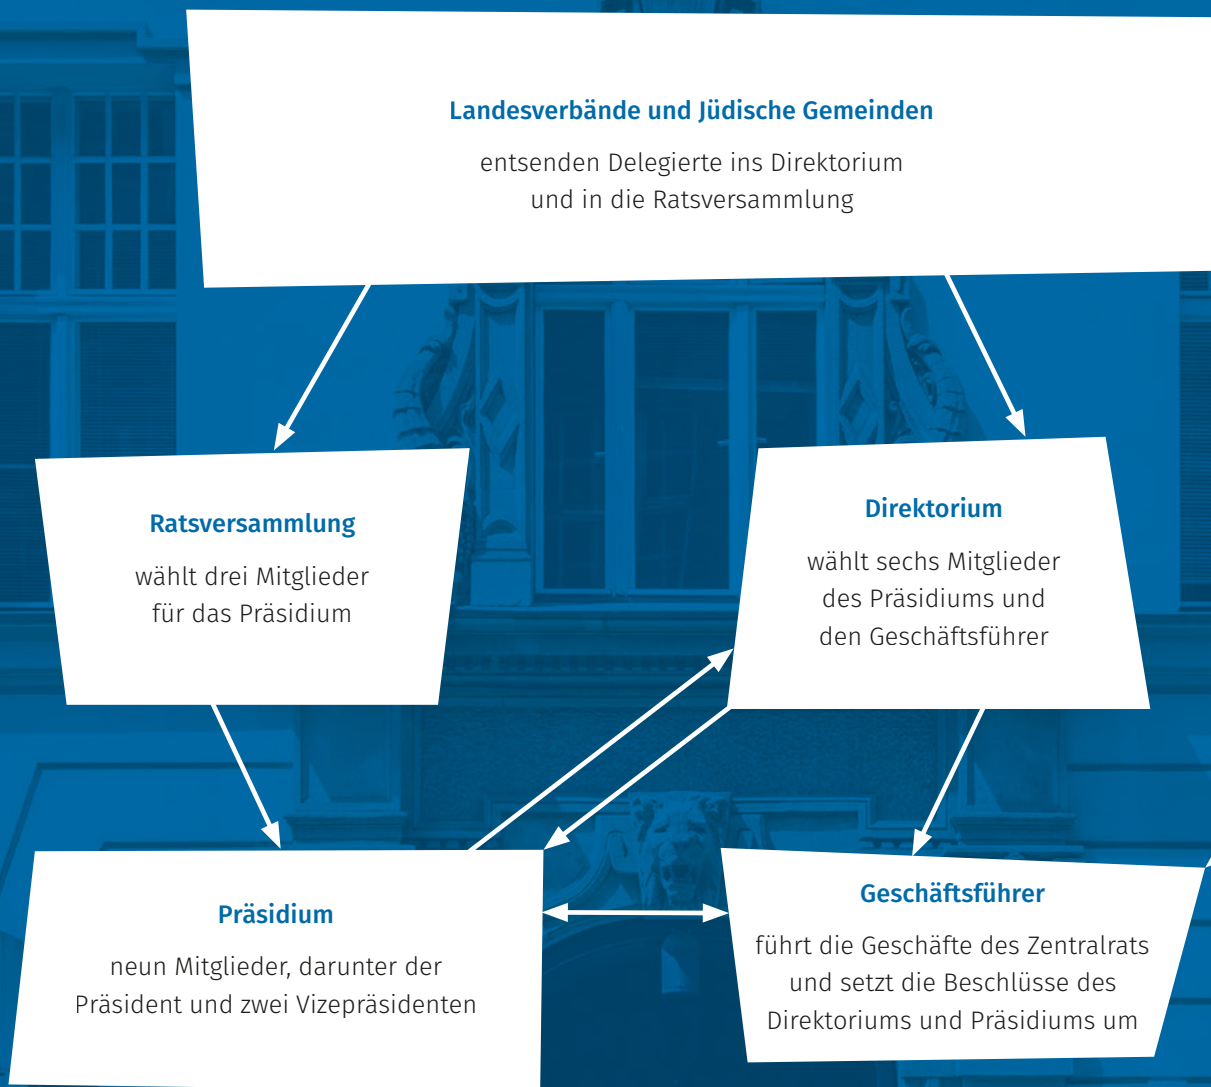 Landesverbände und Jüdische Gemeinden
entsenden Delegierte ins Direktorium
und in die Ratsversammlung
Ratsversammlung
wählt drei Mitglieder
für das Präsidium
Direktorium
wählt sechs Mitglieder
des Präsidiums und
den Geschäftsführer
Präsidium
neun Mitglieder, darunter der
Präsident und zwei Vizepräsidenten
Geschäftsführer
führt die Geschäfte des Zentralrats
und setzt die Beschlüsse des
Direktoriums und Präsidiums um